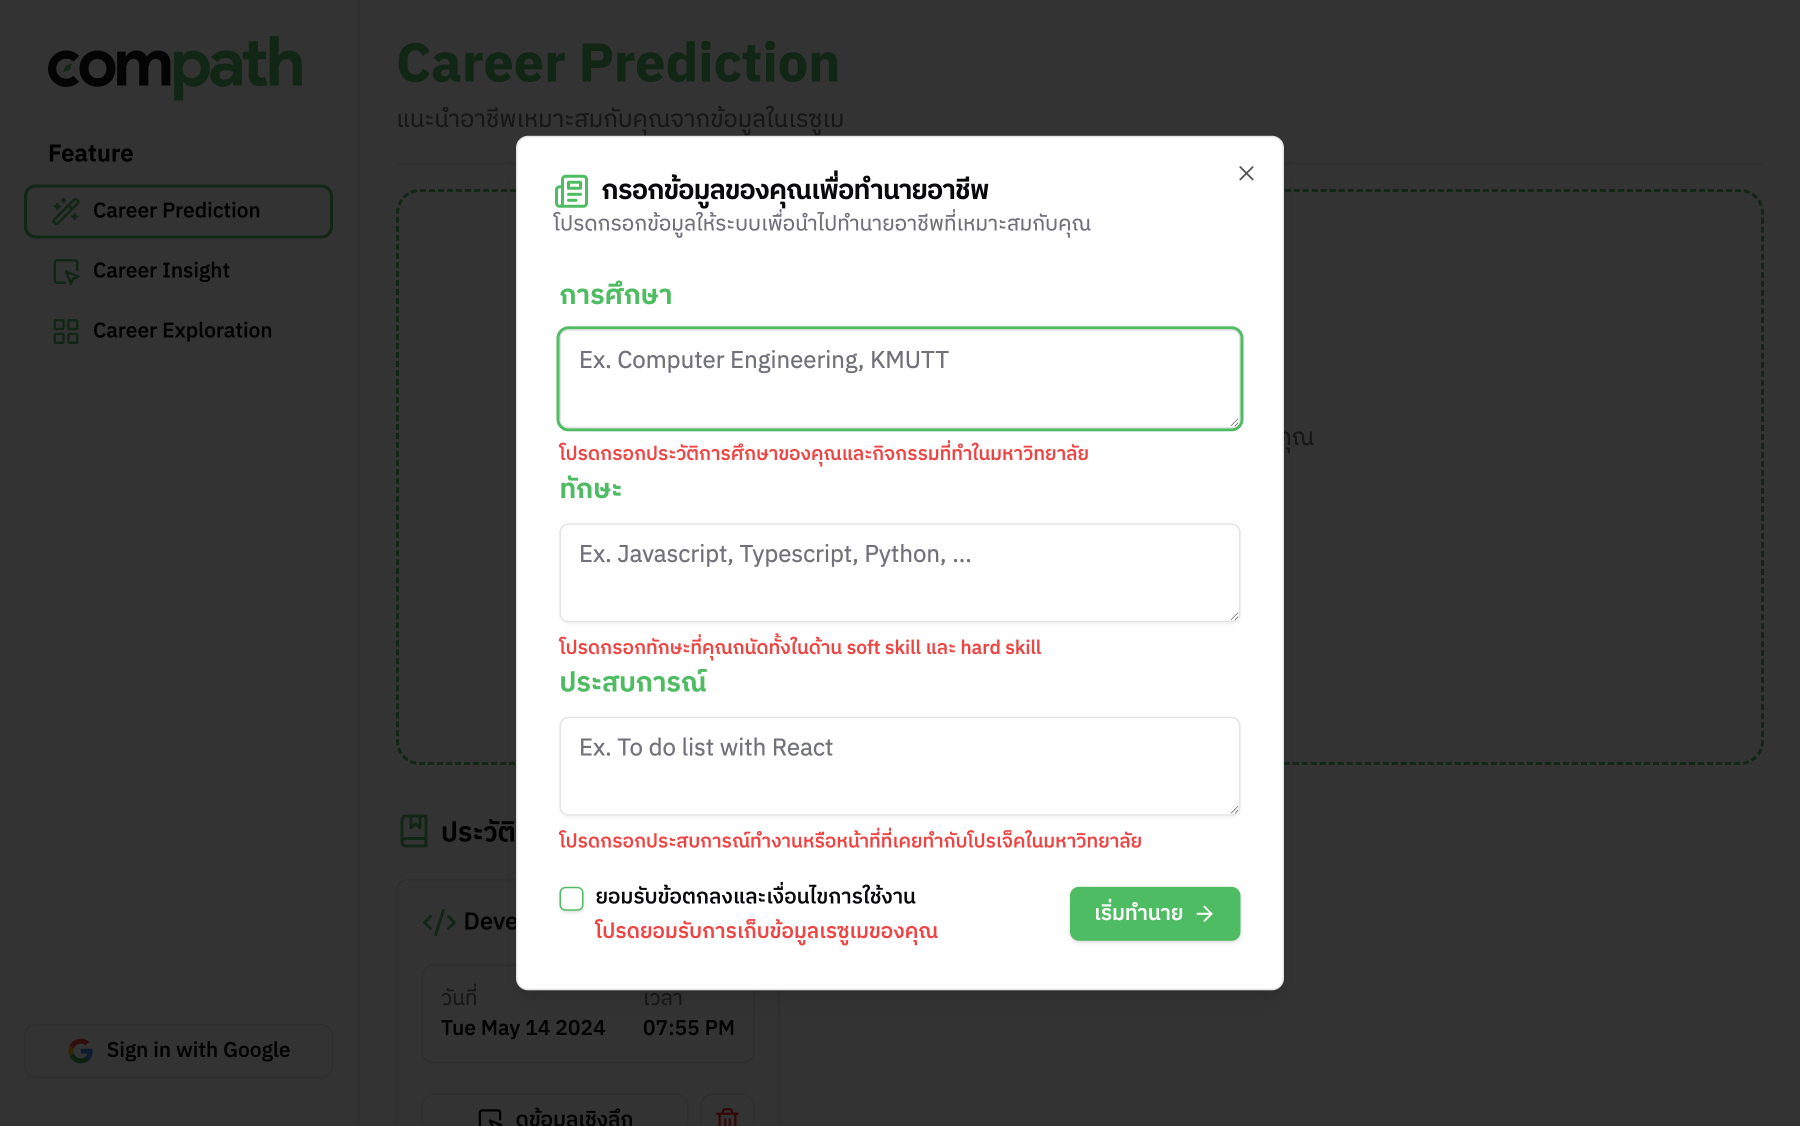 compath
Feature
Career Prediction
Career Insight
Career Exploration
Sign in with Google
Career Prediction
แนะนำอาชีพเหมาะสมกับคุณจากข้อมูลในเรซูเม
กรอกข้อมูลของคุณเพื่อทำนายอาชีพ
โปรดกรอกข้อมูลให้ระบบเพื่อนำไปทำนายอาชีพที่เหมาะสมกับคุณ
การศึกษา
Ex. Computer Engineering, KMUTT
โปรดกรอกประวัติการศึกษาของคุณและกิจกรรมที่ทำในมหาวิทยาลัย
ทักษะ
Ex. Javascript, Typescript, Python, ...
โปรดกรอกทักษะที่คุณถนัดทั้งในด้าน soft skill และ hard skill
ประสบการณ์
Ex. To do list with React
โปรดกรอกประสบการณ์ทำงานหรือหน้าที่ที่เคยทำกับโปรเจ็คในมหาวิทยาลัย
ยอมรับข้อตกลงและเงื่อนไขการใช้งาน
โปรดยอมรับการเก็บข้อมูลเรซูเมของคุณ
เริ่มทำนาย
ประวัติ
</> Deve
วันที่ เวลา
Tue May 14 2024 07:55 PM
ดูข้อมูลเชิงลึก